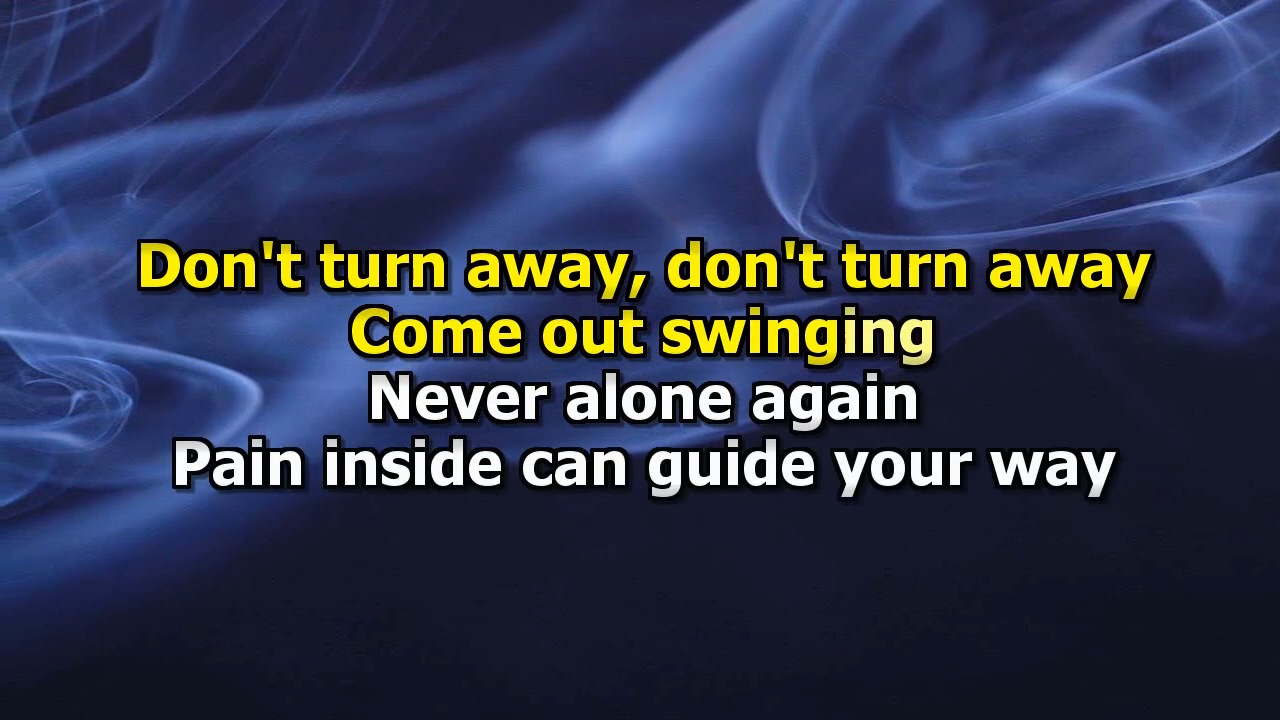 Don't turn away, don't turn away
Come out swinging
Never alone again
Pain inside can guide your way